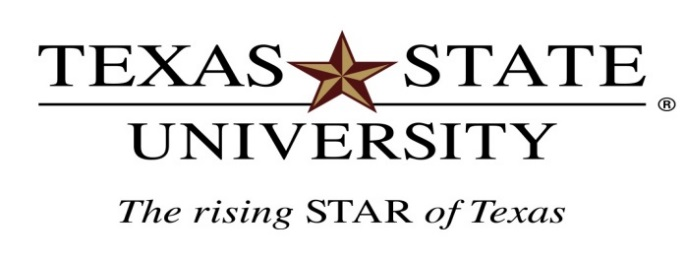 TEXAS STATE
®
UNIVERSITY
The rising STAR of Texas